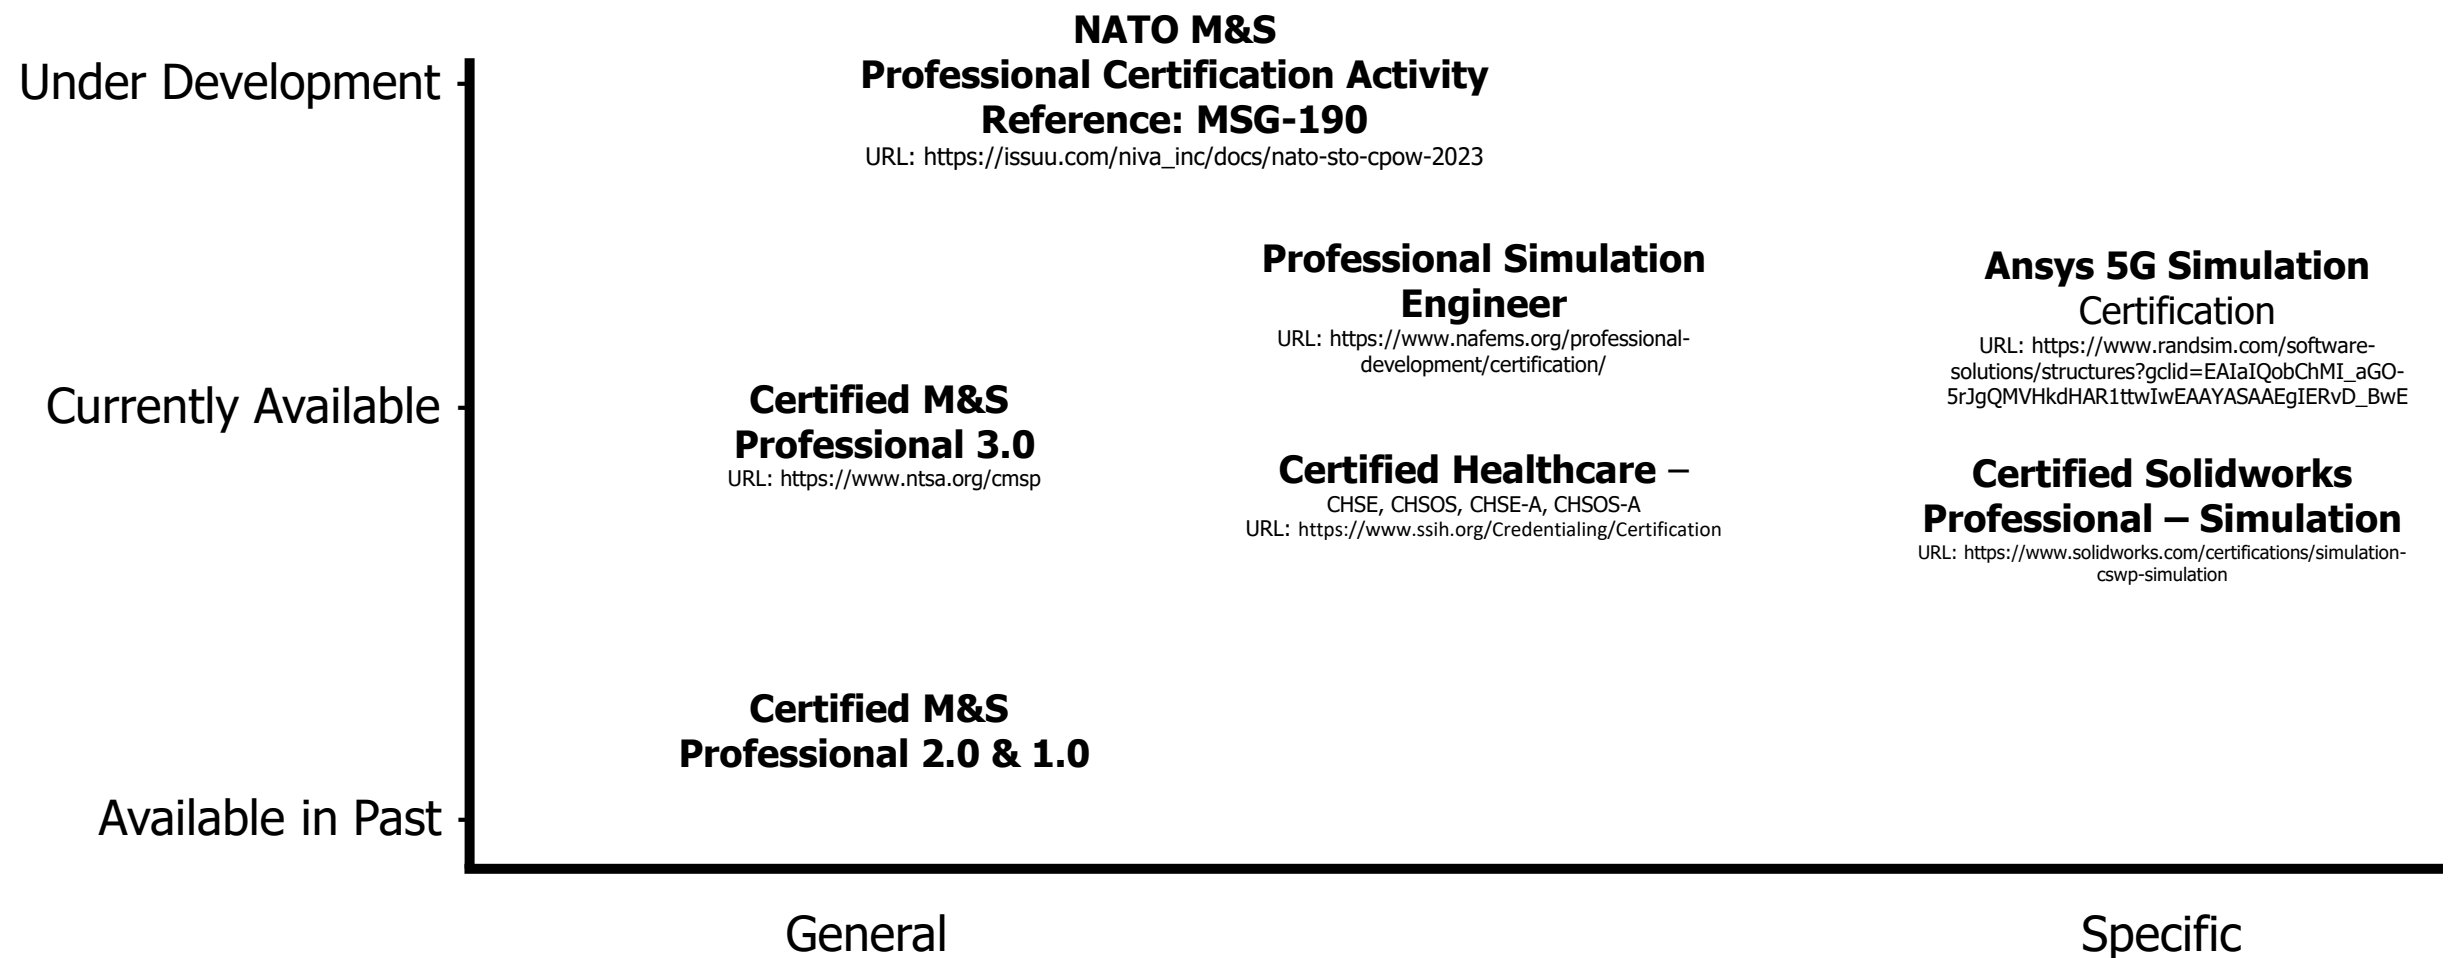 NATO M&S
Professional Certification Activity
Reference: MSG-190
URL: https://issuu.com/niva_inc/docs/nato-sto-cpow-2023
Under Development
Professional Simulation
Engineer
URL: https://www.nafems.org/professional-
development/certification/
Ansys 5G Simulation
Certification
URL: https://www.randsim.com/software-
solutions/structures?gclid=EAIaIQobChMI_aGO-
5rJgQMVHkdHAR1ttwIwEAAYASAAEgIERvD_BwE
Currently Available
Certified M&S
Professional 3.0
URL: https://www.ntsa.org/cmsp
Certified Healthcare –
CHSE, CHSOS, CHSE-A, CHSOS-A
URL: https://www.ssih.org/Credentialing/Certification
Certified Solidworks
Professional – Simulation
URL: https://www.solidworks.com/certifications/simulation-
cswp-simulation
Certified M&S
Professional 2.0 & 1.0
Available in Past
General
Specific